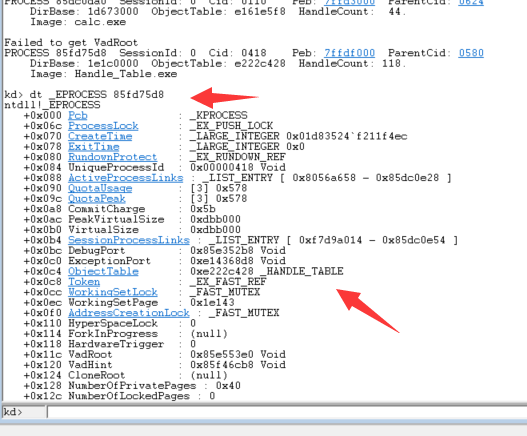 PROCESS 85dc0da0 SessionId: 0 Cid: 0110 Peb: 7ffd5000 ParentCid: 0624
DirBase: 1d673000 ObjectTable: e161e5f8 HandleCount: 44.
Image: calc.exe
Failed to get VadRoot
PROCESS 85fd75d8 SessionId: 0 Cid: 0418 Peb: 7ffdf000 ParentCid: 0580
DirBase: 1e1c0000 ObjectTable: e222c428 HandleCount: 118.
Image: Handle_Table.exe
kd> dt _EPROCESS 85fd75d8
ntdll!_EPROCESS
+0x000 Pcb : _KPROCESS
+0x06c ProcessLock : _EX_PUSH_LOCK
+0x070 CreateTime : _LARGE_INTEGER 0x01d83524`f211f4ec
+0x078 ExitTime : _LARGE_INTEGER 0x0
+0x080 RundownProtect : _EX_RUNDOWN_REF
+0x084 UniqueProcessId : 0x00000418 Void
+0x088 ActiveProcessLinks : _LIST_ENTRY [ 0x8056a658 - 0x85dc0e28 ]
+0x090 QuotaUsage : [3] 0x578
+0x09c QuotaPeak : [3] 0x578
+0x0a8 CommitCharge : 0x5b
+0x0ac PeakVirtualSize : 0xdbb000
+0x0b0 VirtualSize : 0xdbb000
+0x0b4 SessionProcessLinks : _LIST_ENTRY [ 0xf7d9a014 - 0x85dc0e54 ]
+0x0bc DebugPort : 0x85e352b8 Void
+0x0c0 ExceptionPort : 0xe14368d8 Void
+0x0c4 ObjectTable : 0xe222c428 _HANDLE_TABLE
+0x0c8 Token : _EX_FAST_REF
+0x0cc WorkingSetLock : _FAST_MUTEX
+0x0ec WorkingSetPage : 0x1e143
+0x0f0 AddressCreationLock : _FAST_MUTEX
+0x110 HyperSpaceLock : 0
+0x114 ForkInProgress : (null)
+0x118 HardwareTrigger : 0
+0x11c VadRoot : 0x85e553e0 Void
+0x120 VadHint : 0x85f46cb8 Void
+0x124 CloneRoot : (null)
+0x128 NumberOfPrivatePages : 0x40
+0x12c NumberOfLockedPages : 0
kd>